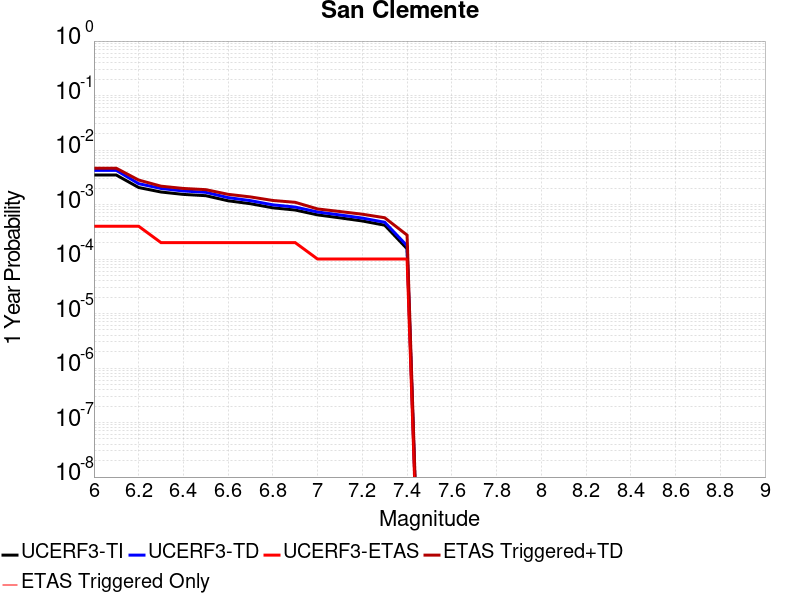 San Clemente
10^0
10^-1
10^-2
10^-3
10^-4
10^-5
10^-6
10^-7
10^-8
1 Year Probability
6 6.2 6.4 6.6 6.8 7 7.2 7.4 7.6 7.8 8 8.2 8.4 8.6 8.8 9
Magnitude
UCERF3-TI UCERF3-TD UCERF3-ETAS ETAS Triggered+TD
ETAS Triggered Only